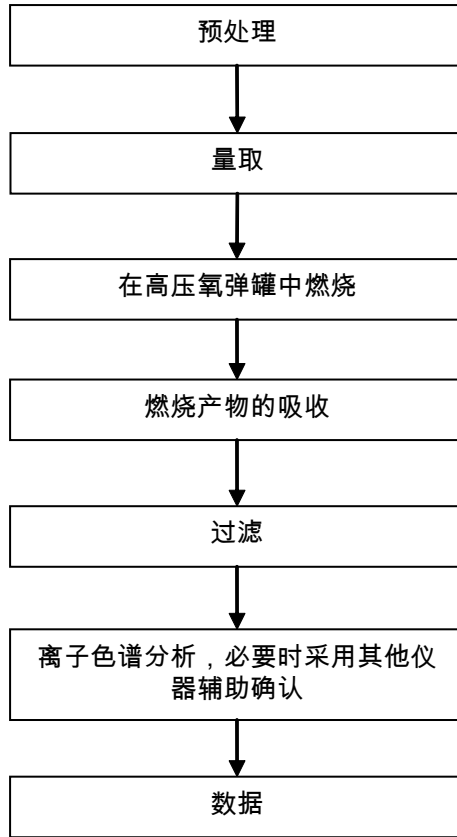 预处理
量取
在高压氧弹罐中燃烧
燃烧产物的吸收
过滤
离子色谱分析，必要时采用其他仪
器辅助确认
数据